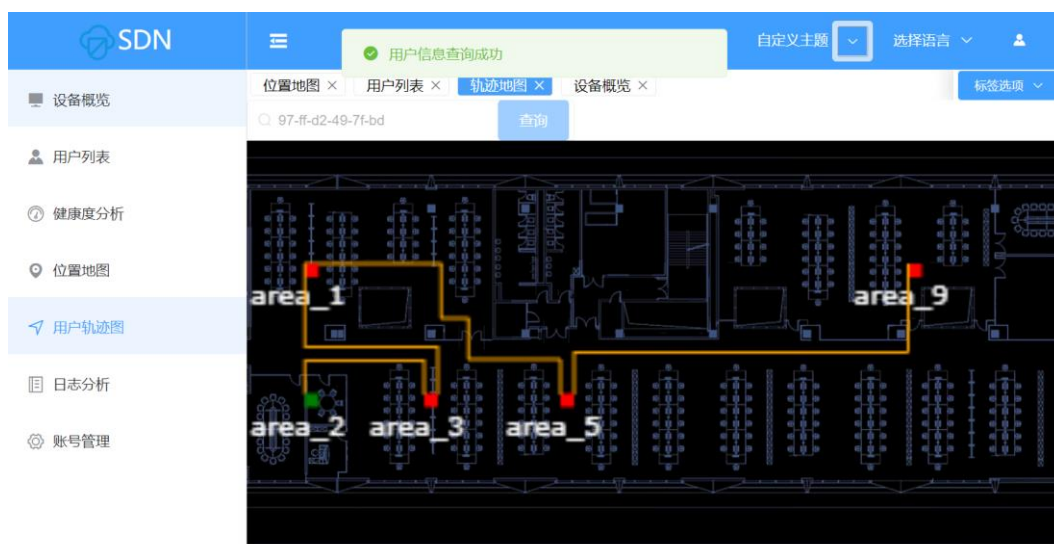 SDN
用户信息查询成功
自定义主题
选择语言
位置地图 ×
用户列表 ×
轨迹地图 ×
设备概览 ×
标签选项
97-ff-d2-49-7f-bd
查询
设备概览
用户列表
健康度分析
位置地图
用户轨迹图
日志分析
账号管理
area_1
area_9
area_2
area_3
area_5